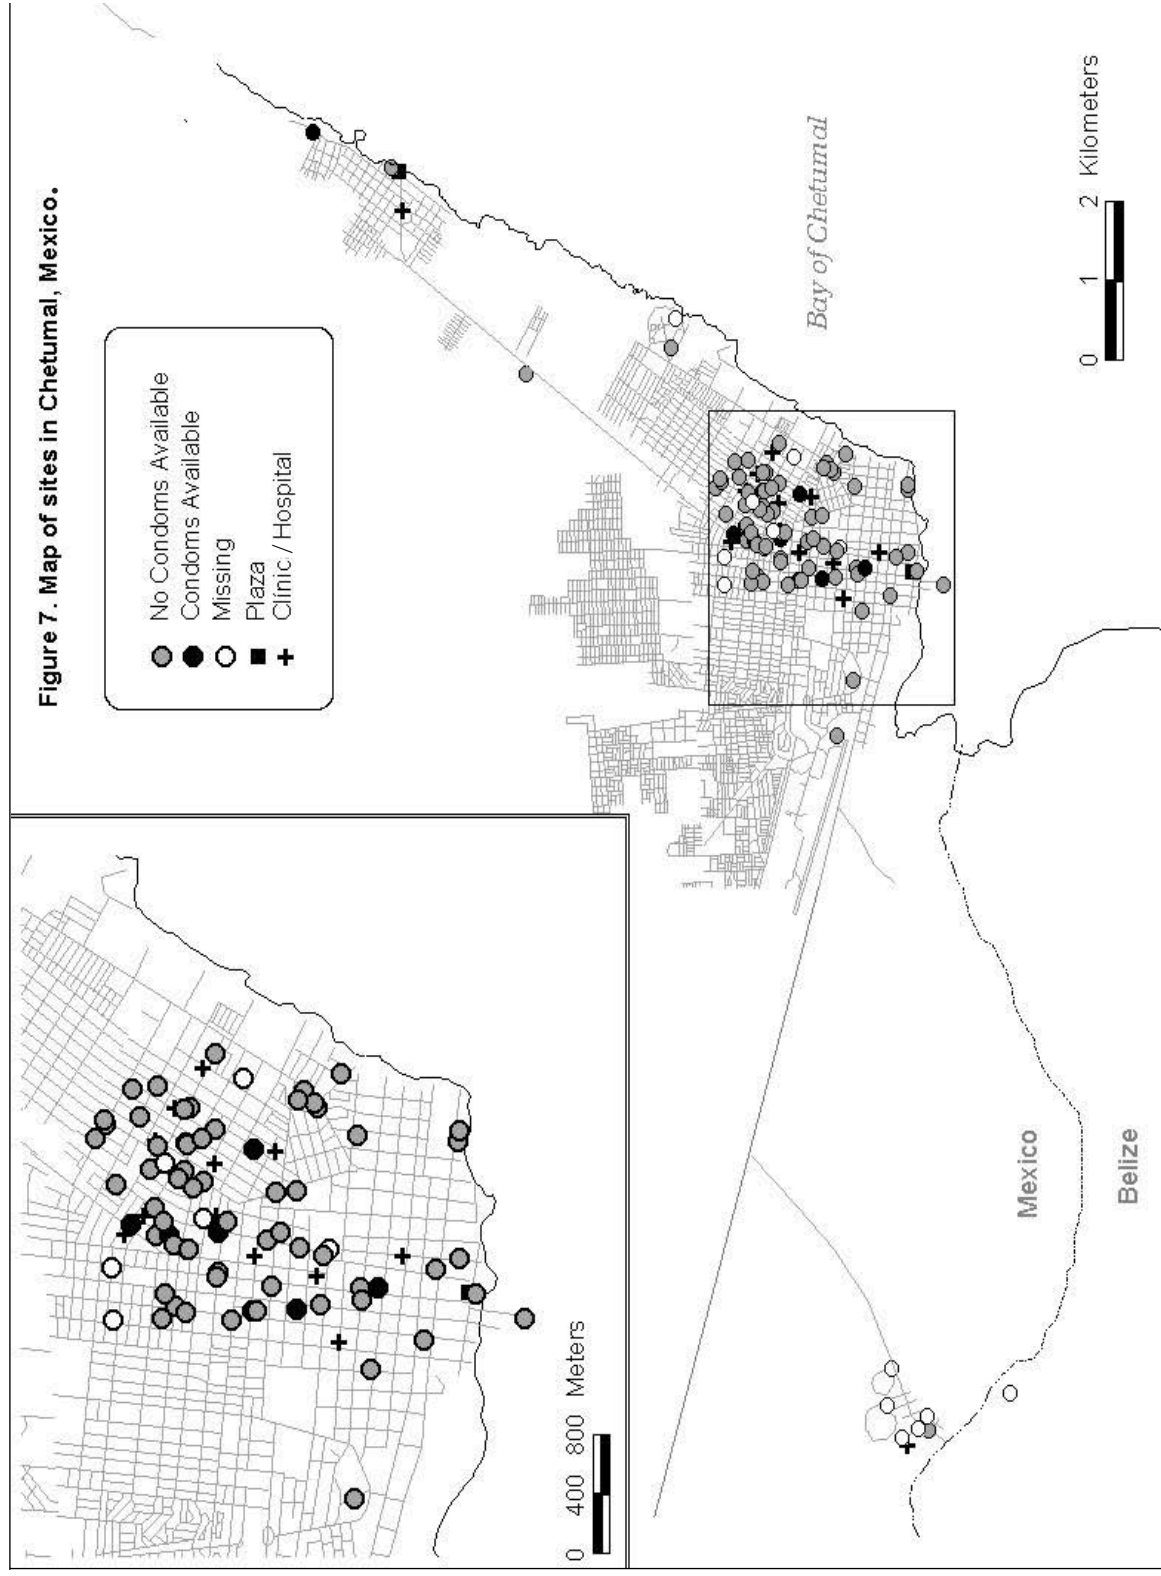 Figure 7. Map of sites in Chetumal, Mexico.
No Condoms Available
Condoms Available
Missing
Plaza
Clínic / Hospital
Bay of Chetumal
0 1 2 Kilometers
0 400 800 Meters
Mexico
Belize